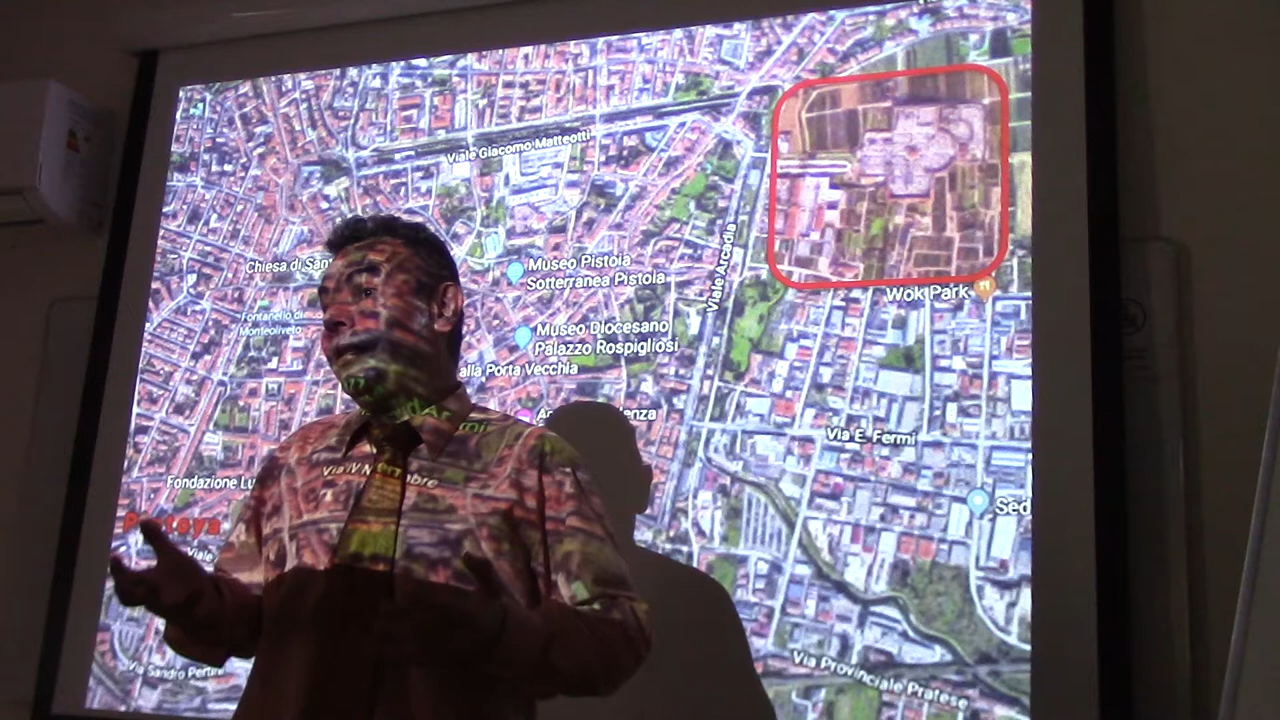 Viale Giacomo Matteotti
Viale Arcadia
Museo Pistoia
Sotterranea Pistoia
Chiesa di San
Wok Park
Fontanello di
Monteoliveto
Museo Diocesano
Palazzo Rospigliosi
alla Porta Vecchia
enza
Via E. Fermi
Via IV Novembre
Fondazione Lu
Sed
Viale
Via Sandro Pertini
Via Provinciale Pratese